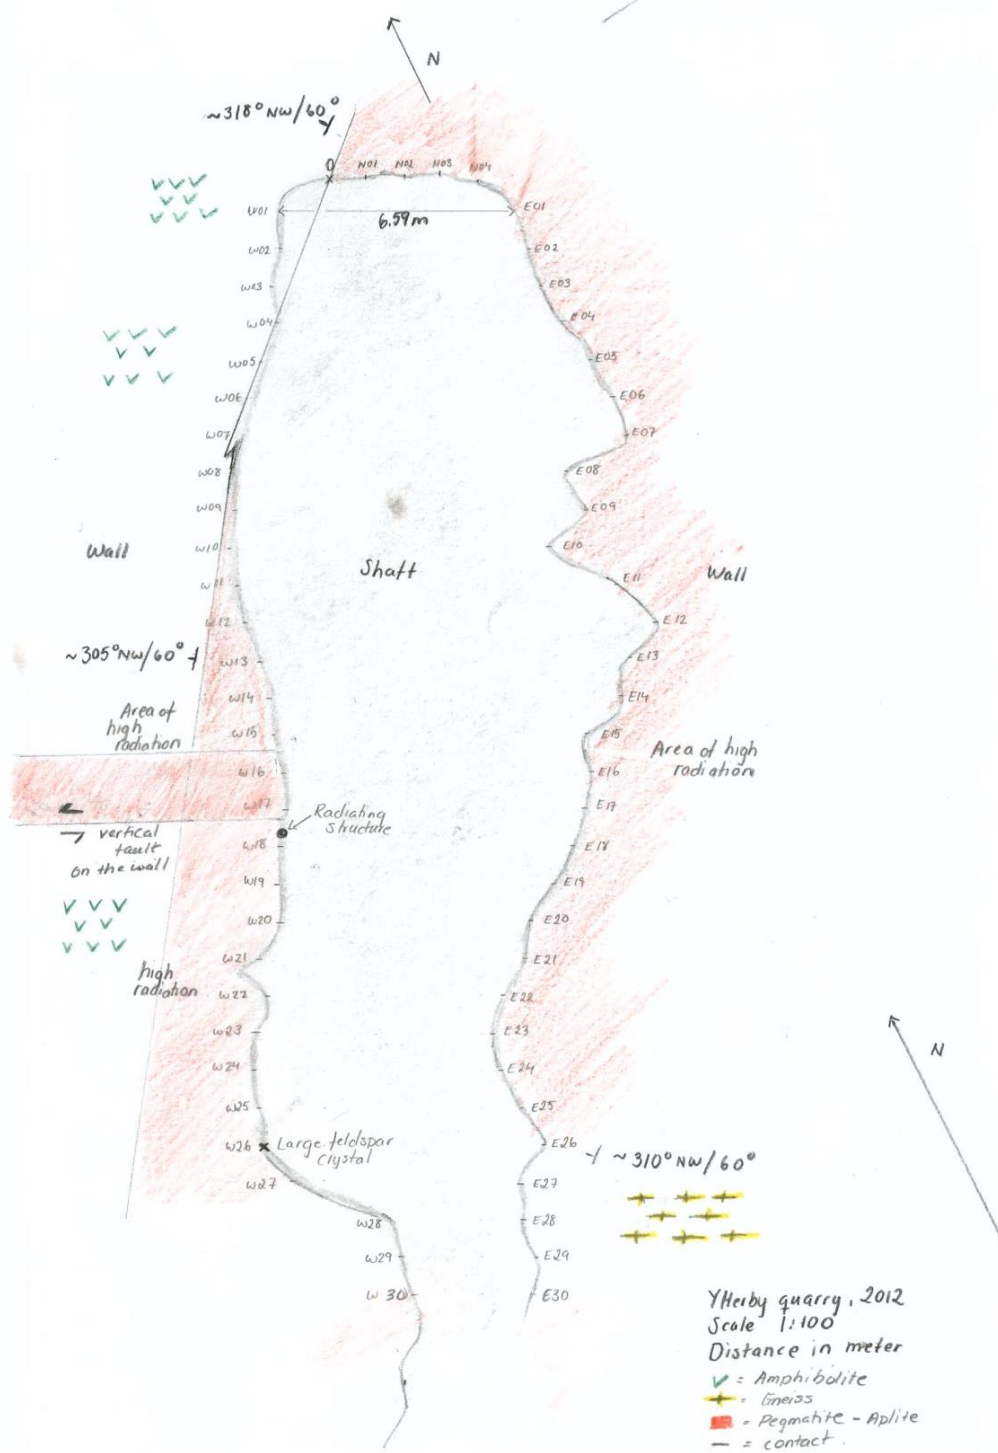 N
~318° NW/60°
0 N01 N02 N03 N04
W01 6.59m E01
W02 E02
W03 E03
W04 E04
W05 E05
W06 E06
W07 E07
W08 E08
W09 E09
Wall W10 E10
Shaft Wall
W11 E11
W12 E12
~305° NW/60° W13 E13
W14 E14
Area of
high
radiation
W15 E15
Area of high
radiation
W16 E16
W17 E17
Radiating
structure
vertical
fault
on the wall
W18 E18
W19 E19
W20 E20
W21 E21
high
radiation
W22 E22
W23 E23
W24 E24
N
W25 E25
W26 Large feldspar
crystal
E26
~310° NW/60°
W27 E27
W28 E28
W29 E29
W30 E30
Ytterby quarry, 2012
Scale 1:100
Distance in meter
= Amphibolite
= Gneiss
= Pegmatite - Aplite
= contact